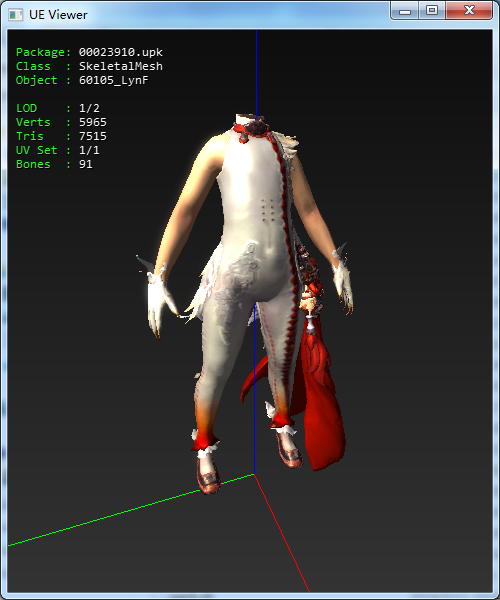 UE Viewer
Package: 00023910.upk
Class : SkeletalMesh
Object : 60105_LynF
LOD : 1/2
Verts : 5965
Tris : 7515
UV Set : 1/1
Bones : 91